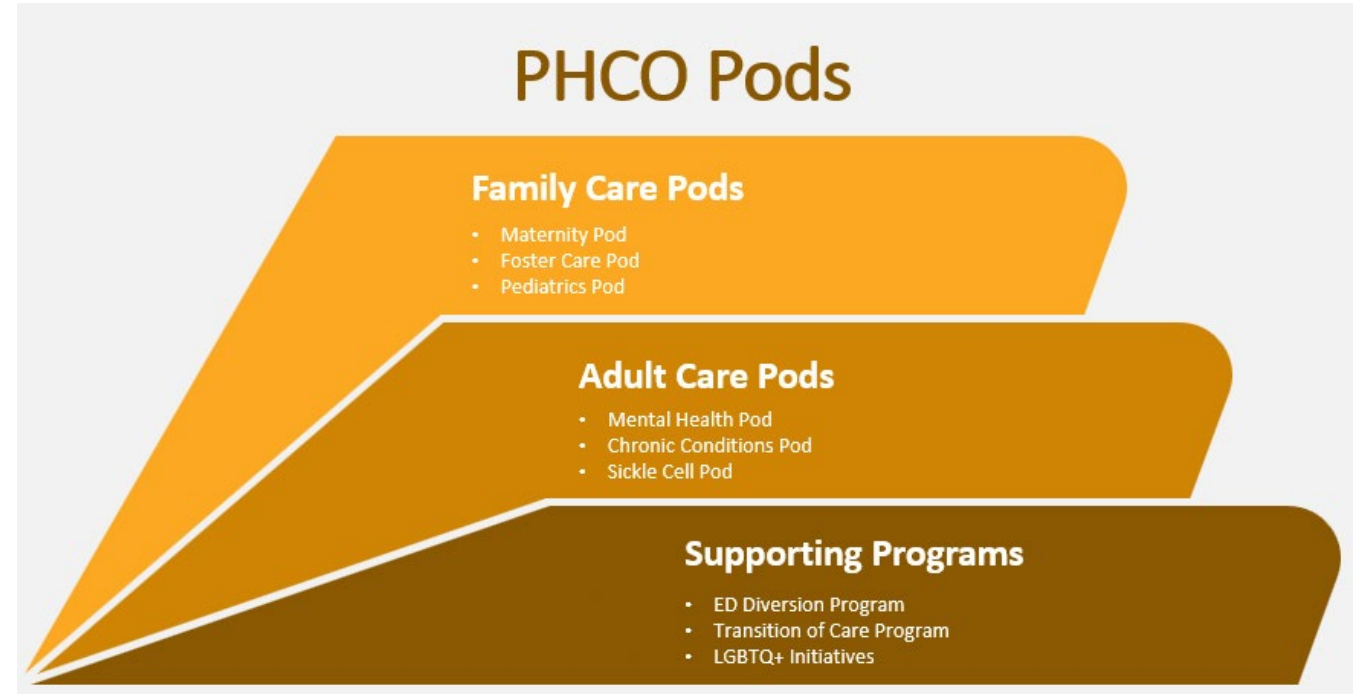 PHCO Pods
Family Care Pods
• Maternity Pod
• Foster Care Pod
• Pediatrics Pod
Adult Care Pods
• Mental Health Pod
• Chronic Conditions Pod
• Sickle Cell Pod
Supporting Programs
• ED Diversion Program
• Transition of Care Program
• LGBTQ+ Initiatives